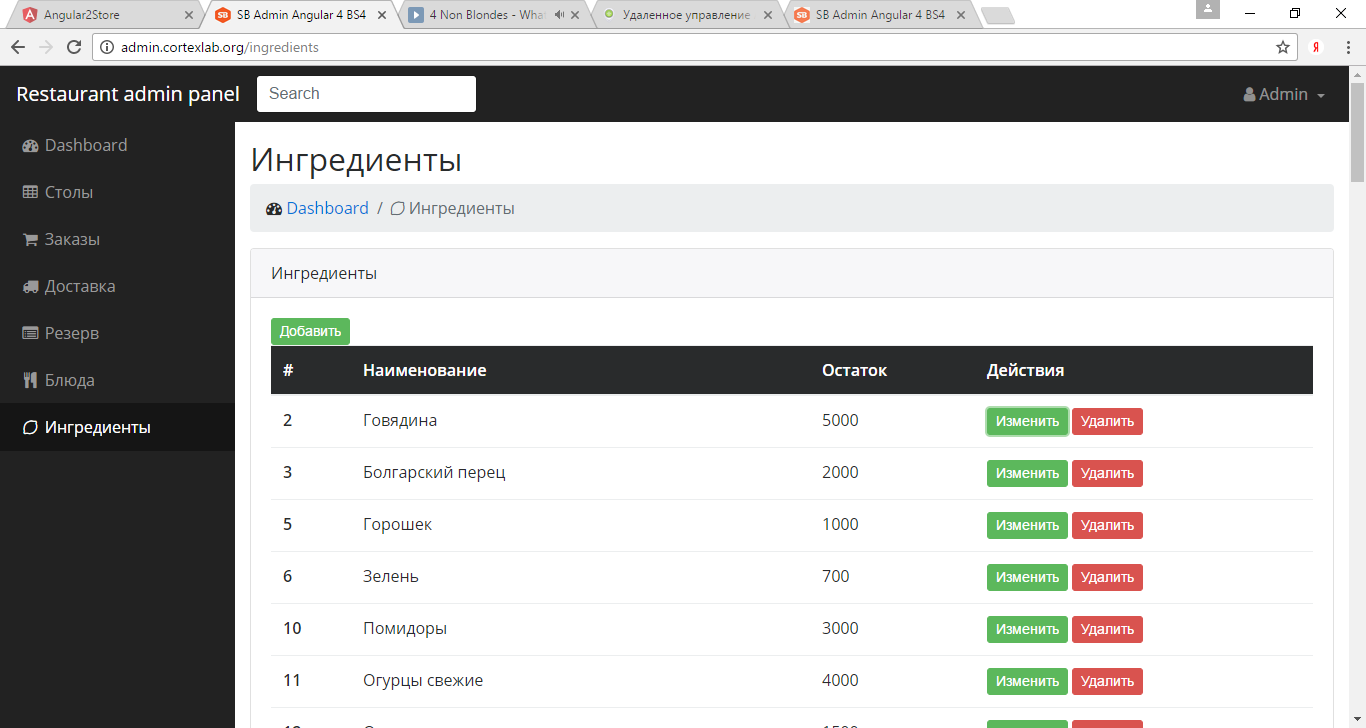 Angular2Store
SB Admin Angular 4 BS4
4 Non Blondes - Wha
Удаленное управление
SB Admin Angular 4 BS4
admin.cortexlab.org/ingredients
Restaurant admin panel
Search
Admin
Dashboard
Столы
Заказы
Доставка
Резерв
Блюда
Ингредиенты
Ингредиенты
Dashboard / Ингредиенты
Ингредиенты
Добавить
# Наименование Остаток Действия
2 Говядина 5000 Изменить Удалить
3 Болгарский перец 2000 Изменить Удалить
5 Горошек 1000 Изменить Удалить
6 Зелень 700 Изменить Удалить
10 Помидоры 3000 Изменить Удалить
11 Огурцы свежие 4000 Изменить Удалить